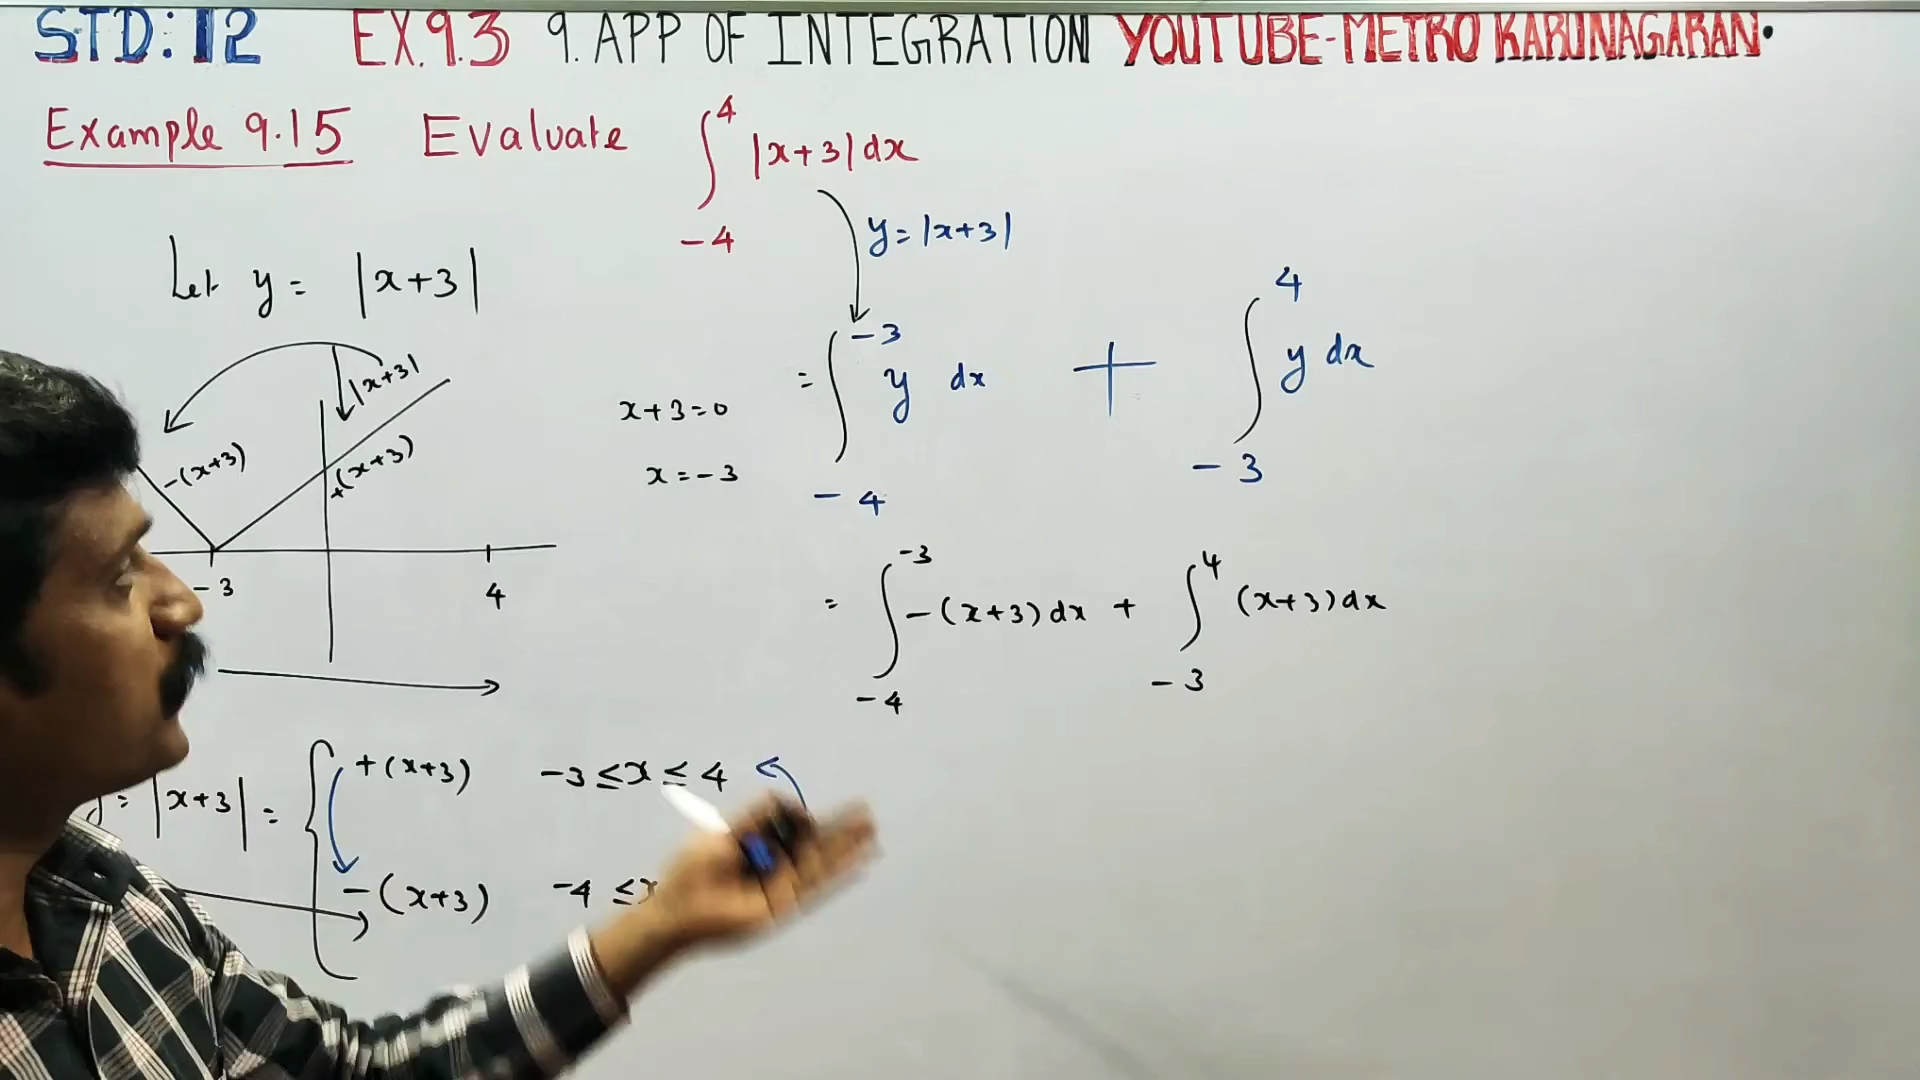 STD: 12 EX.9.3 9. APP OF INTEGRATION YOUTUBE-METRO KARUNAGARAN.
Example 9.15 Evaluate ∫_{-4}^{4} |x+3| dx
y = |x+3|
Let y = |x+3|
|x+3|
-(x+3)
+(x+3)
-3
4
x+3=0
x = -3
= ∫_{-4}^{-3} y dx + ∫_{-3}^{4} y dx
= ∫_{-4}^{-3} -(x+3) dx + ∫_{-3}^{4} (x+3) dx
= |x+3| = { +(x+3) -3 ≤ x ≤ 4
-(x+3) -4 ≤ x